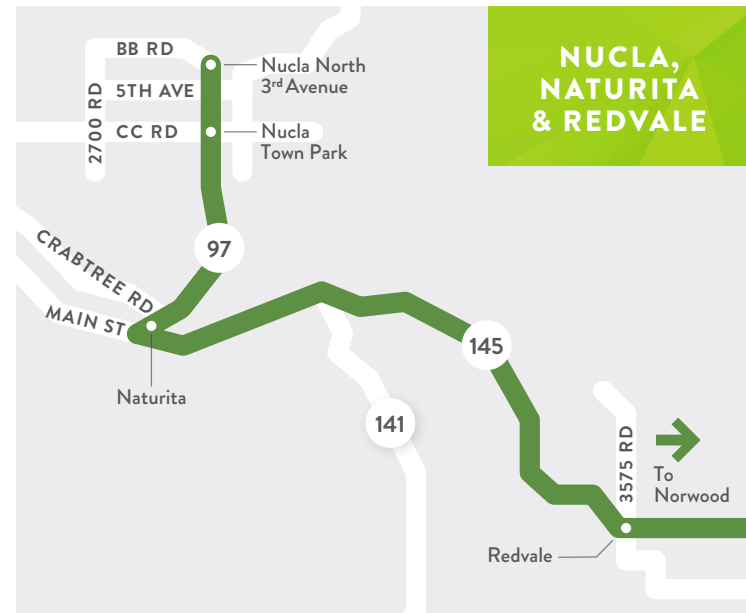 NUCLA,
NATURITA
& REDVALE
BB RD
5TH AVE
2700 RD
CC RD
Nucla North
3rd Avenue
Nucla
Town Park
97
CRABTREE RD
MAIN ST
Naturita
145
141
3575 RD
To
Norwood
Redvale